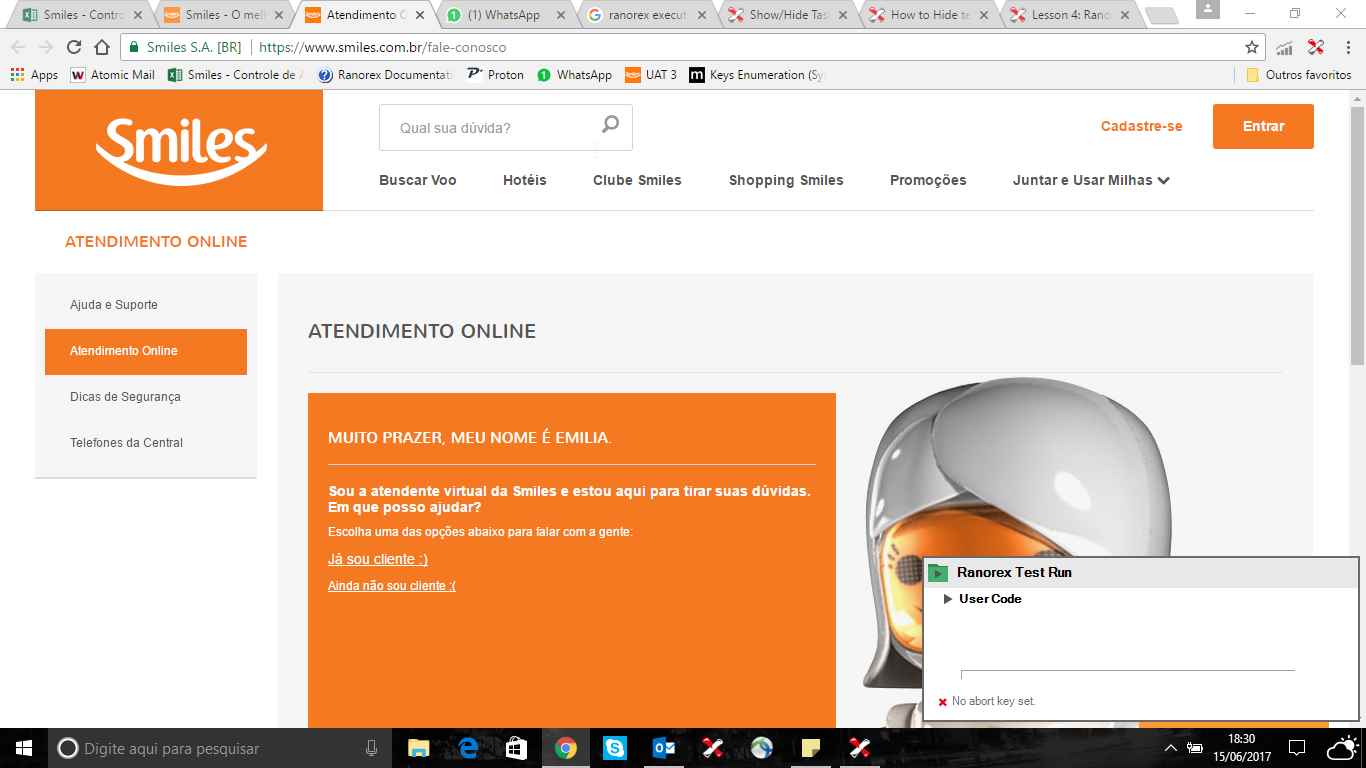 Smiles - Contro
Smiles - O melh
Atendimento O
(1) WhatsApp
ranorex execut
Show/Hide Tas
How to Hide te
Lesson 4: Rano
Smiles S.A. [BR] | https://www.smiles.com.br/fale-conosco
Apps
Atomic Mail
Smiles - Controle de A
Ranorex Documentati
Proton
WhatsApp
UAT 3
Keys Enumeration (Sy
Outros favoritos
Smiles
Qual sua dúvida?
Cadastre-se
Entrar
Buscar Voo
Hotéis
Clube Smiles
Shopping Smiles
Promoções
Juntar e Usar Milhas
ATENDIMENTO ONLINE
Ajuda e Suporte
Atendimento Online
Dicas de Segurança
Telefones da Central
ATENDIMENTO ONLINE
MUITO PRAZER, MEU NOME É EMILIA.
Sou a atendente virtual da Smiles e estou aqui para tirar suas dúvidas.
Em que posso ajudar?
Escolha uma das opções abaixo para falar com a gente:
Já sou cliente :)
Ainda não sou cliente :(
Ranorex Test Run
User Code
No abort key set.
Digite aqui para pesquisar
18:30
15/06/2017